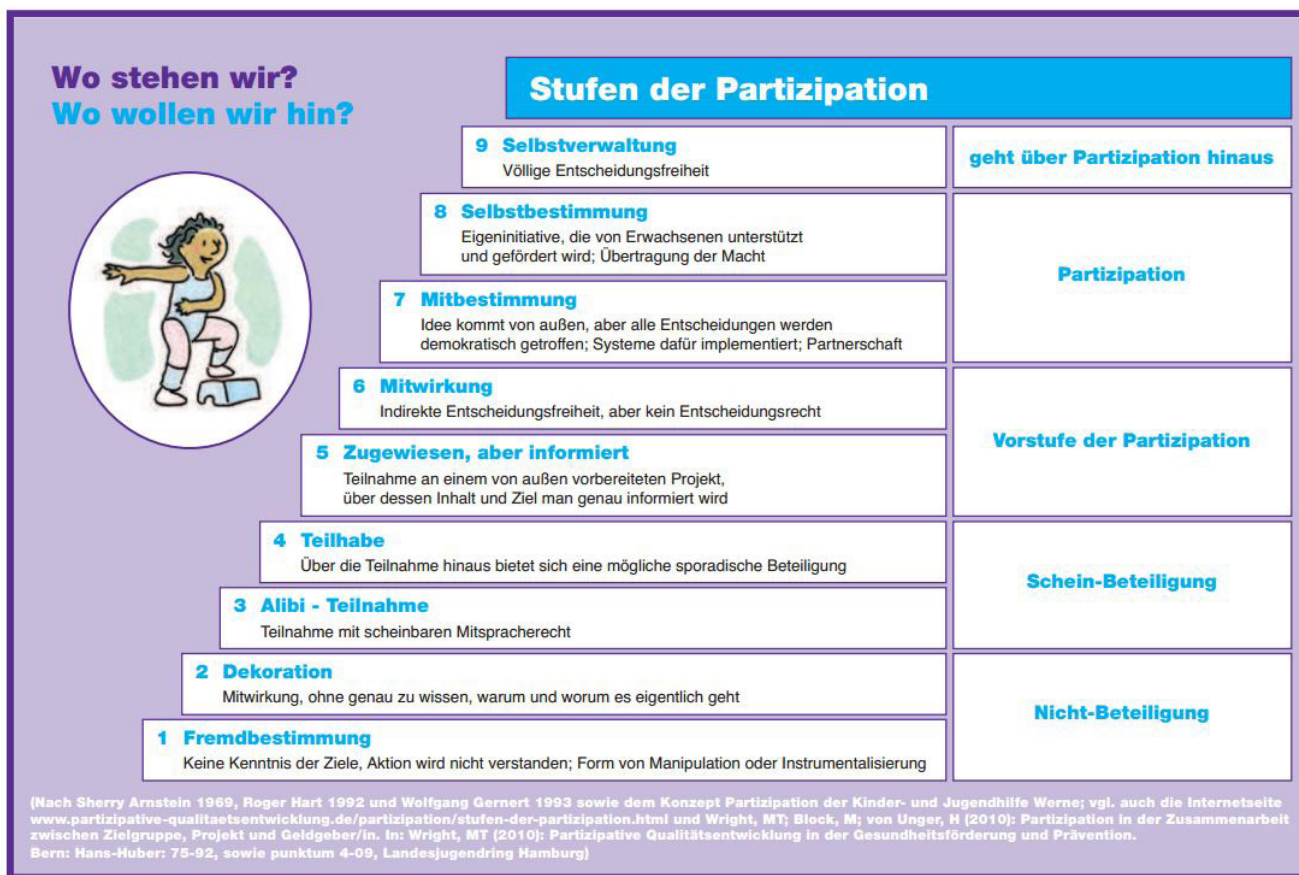 Wo stehen wir?
Wo wollen wir hin?
Stufen der Partizipation
9 Selbstverwaltung
Völlige Entscheidungsfreiheit
geht über Partizipation hinaus
8 Selbstbestimmung
Eigeninitiative, die von Erwachsenen unterstützt
und gefördert wird; Übertragung der Macht
Partizipation
7 Mitbestimmung
Idee kommt von außen, aber alle Entscheidungen werden
demokratisch getroffen; Systeme dafür implementiert; Partnerschaft
6 Mitwirkung
Indirekte Entscheidungsfreiheit, aber kein Entscheidungsrecht
Vorstufe der Partizipation
5 Zugewiesen, aber informiert
Teilnahme an einem von außen vorbereiteten Projekt,
über dessen Inhalt und Ziel man genau informiert wird
4 Teilhabe
Über die Teilnahme hinaus bietet sich eine mögliche sporadische Beteiligung
Schein-Beteiligung
3 Alibi - Teilnahme
Teilnahme mit scheinbaren Mitspracherecht
2 Dekoration
Mitwirkung, ohne genau zu wissen, warum und worum es eigentlich geht
Nicht-Beteiligung
1 Fremdbestimmung
Keine Kenntnis der Ziele, Aktion wird nicht verstanden; Form von Manipulation oder Instrumentalisierung
(Nach Sherry Arnstein 1969, Roger Hart 1992 und Wolfgang Gernert 1993 sowie dem Konzept Partizipation der Kinder- und Jugendhilfe Werne; vgl. auch die Internetseite
www.partizipative-qualitaetsentwicklung.de/partizipation/stufen-der-partizipation.html und Wright, MT; Block, M; von Unger, H (2010): Partizipation in der Zusammenarbeit
zwischen Zielgruppe, Projekt und Geldgeber/in. In: Wright, MT (2010): Partizipative Qualitätsentwicklung in der Gesundheitsförderung und Prävention.
Bern: Hans-Huber: 75-92, sowie punktum 4-09, Landesjugendring Hamburg)